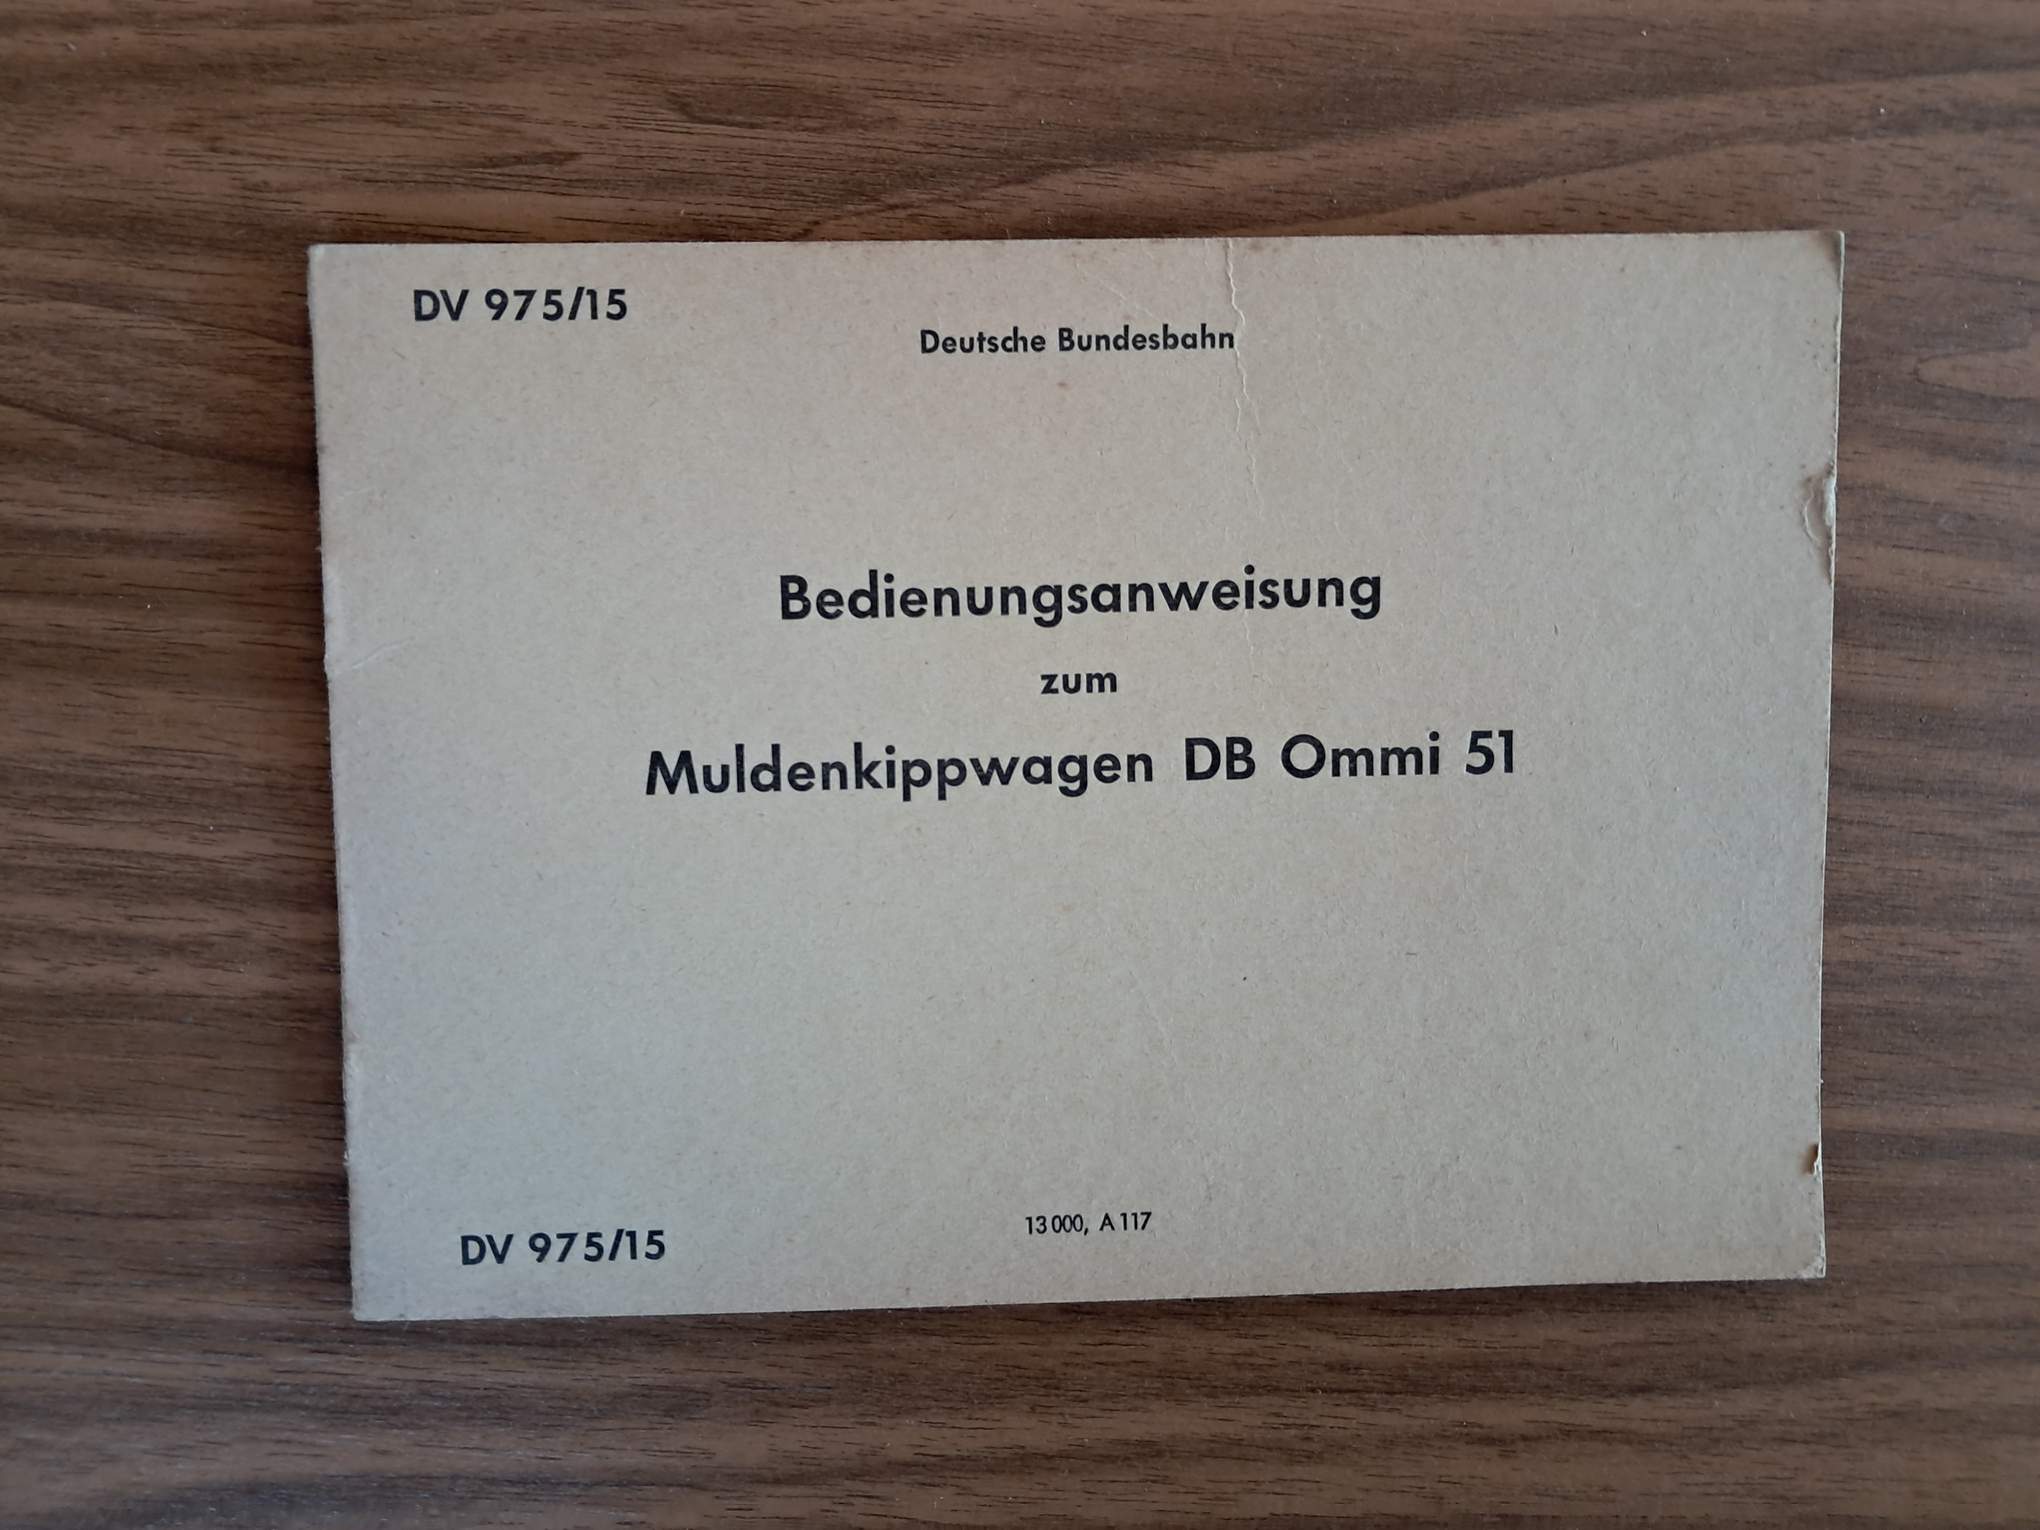 DV 975/15
Deutsche Bundesbahn
Bedienungsanweisung
zum
Muldenkippwagen DB Ommi 51
13 000, A 117
DV 975/15